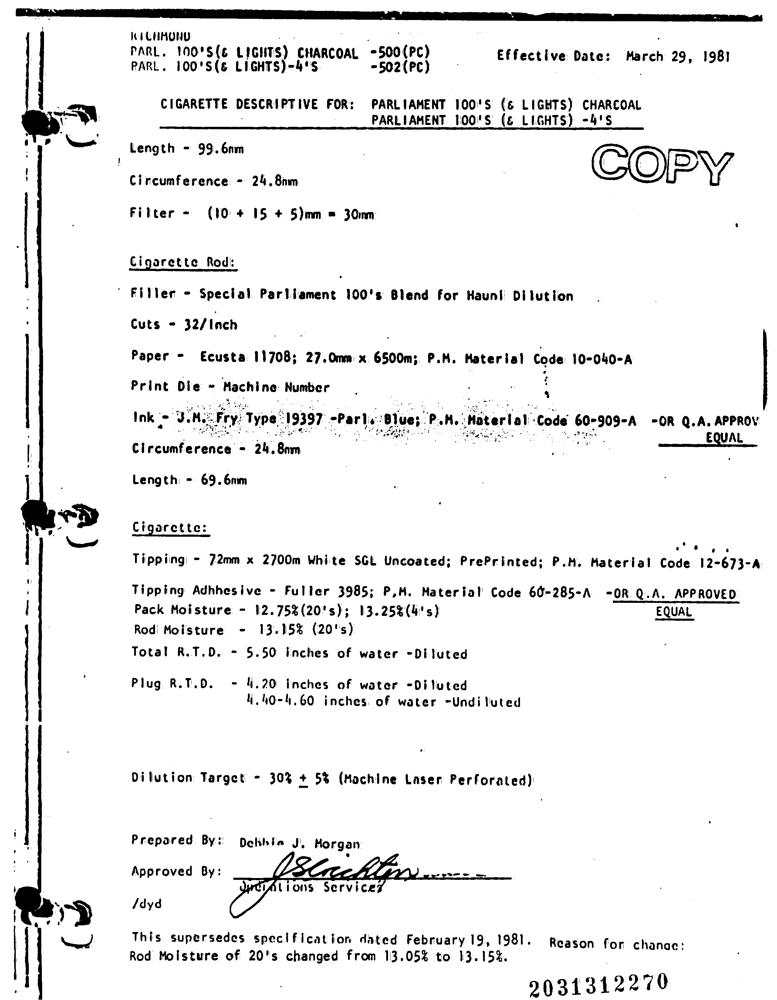 RICHMOND
PARL. 100'S(& LIGHTS) CHARCOAL -500(PC)
PARL. 100'S(& LIGHTS)-4'S -502(PC)
Effective Date: March 29, 1981
CIGARETTE DESCRIPTIVE FOR: PARLIAMENT 100'S (& LIGHTS) CHARCOAL
PARLIAMENT 100'S (& LIGHTS) -4'S
COPY
Length - 99.6mm
Circumference - 24.8mm
Filter - (10 + 15 + 5)mm = 30mm
Cigarette Rod:
Filler - Special Parliament 100's Blend for Hauni Dilution
Cuts - 32/Inch
Paper - Ecusta 11708; 27.0mm x 6500m; P.M. Material Code 10-040-A
Print Die - Machine Number
Ink - J.M. Fry Type 19397 -Parl. Blue; P.M. Material Code 60-909-A -OR Q.A. APPROV
EQUAL
Circumference - 24.8mm
Length - 69.6mm
Cigarette:
Tipping - 72mm x 2700m White SGL Uncoated; PrePrinted; P.M. Material Code 12-673-A
Tipping Adhhesive - Fuller 3985; P.M. Material Code 60-285-A -OR Q.A. APPROVED
Pack Moisture - 12.75%(20's); 13.25%(4's) EQUAL
Rod Moisture - 13.15% (20's)
Total R.T.D. - 5.50 inches of water -Diluted
Plug R.T.D. - 4.20 inches of water -Diluted
4.40-4.60 inches of water -Undiluted
Dilution Target - 30% ± 5% (Machine Laser Perforated)
Prepared By: Debbie J. Morgan
Approved By:
Operations Services
/dyd
This supersedes specification dated February 19, 1981. Reason for change:
Rod Moisture of 20's changed from 13.05% to 13.15%.
2031312270